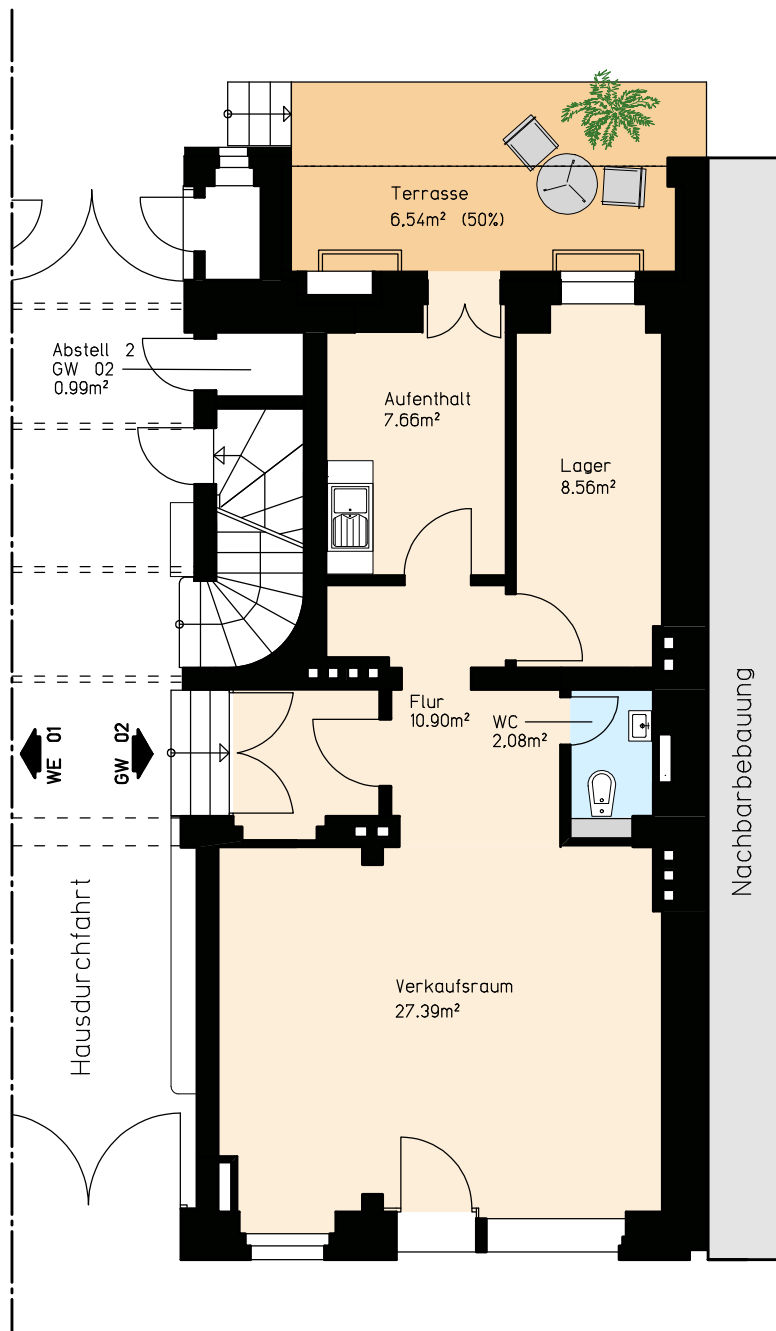 Terrasse
6,54m² (50%)
Abstell 2
GW 02
0.99m²
Aufenthalt
7.66m²
Lager
8.56m²
Flur
10.90m²
WC
2,08m²
WE 01
GW 02
Nachbarbebauung
Hausdurchfahrt
Verkaufsraum
27.39m²